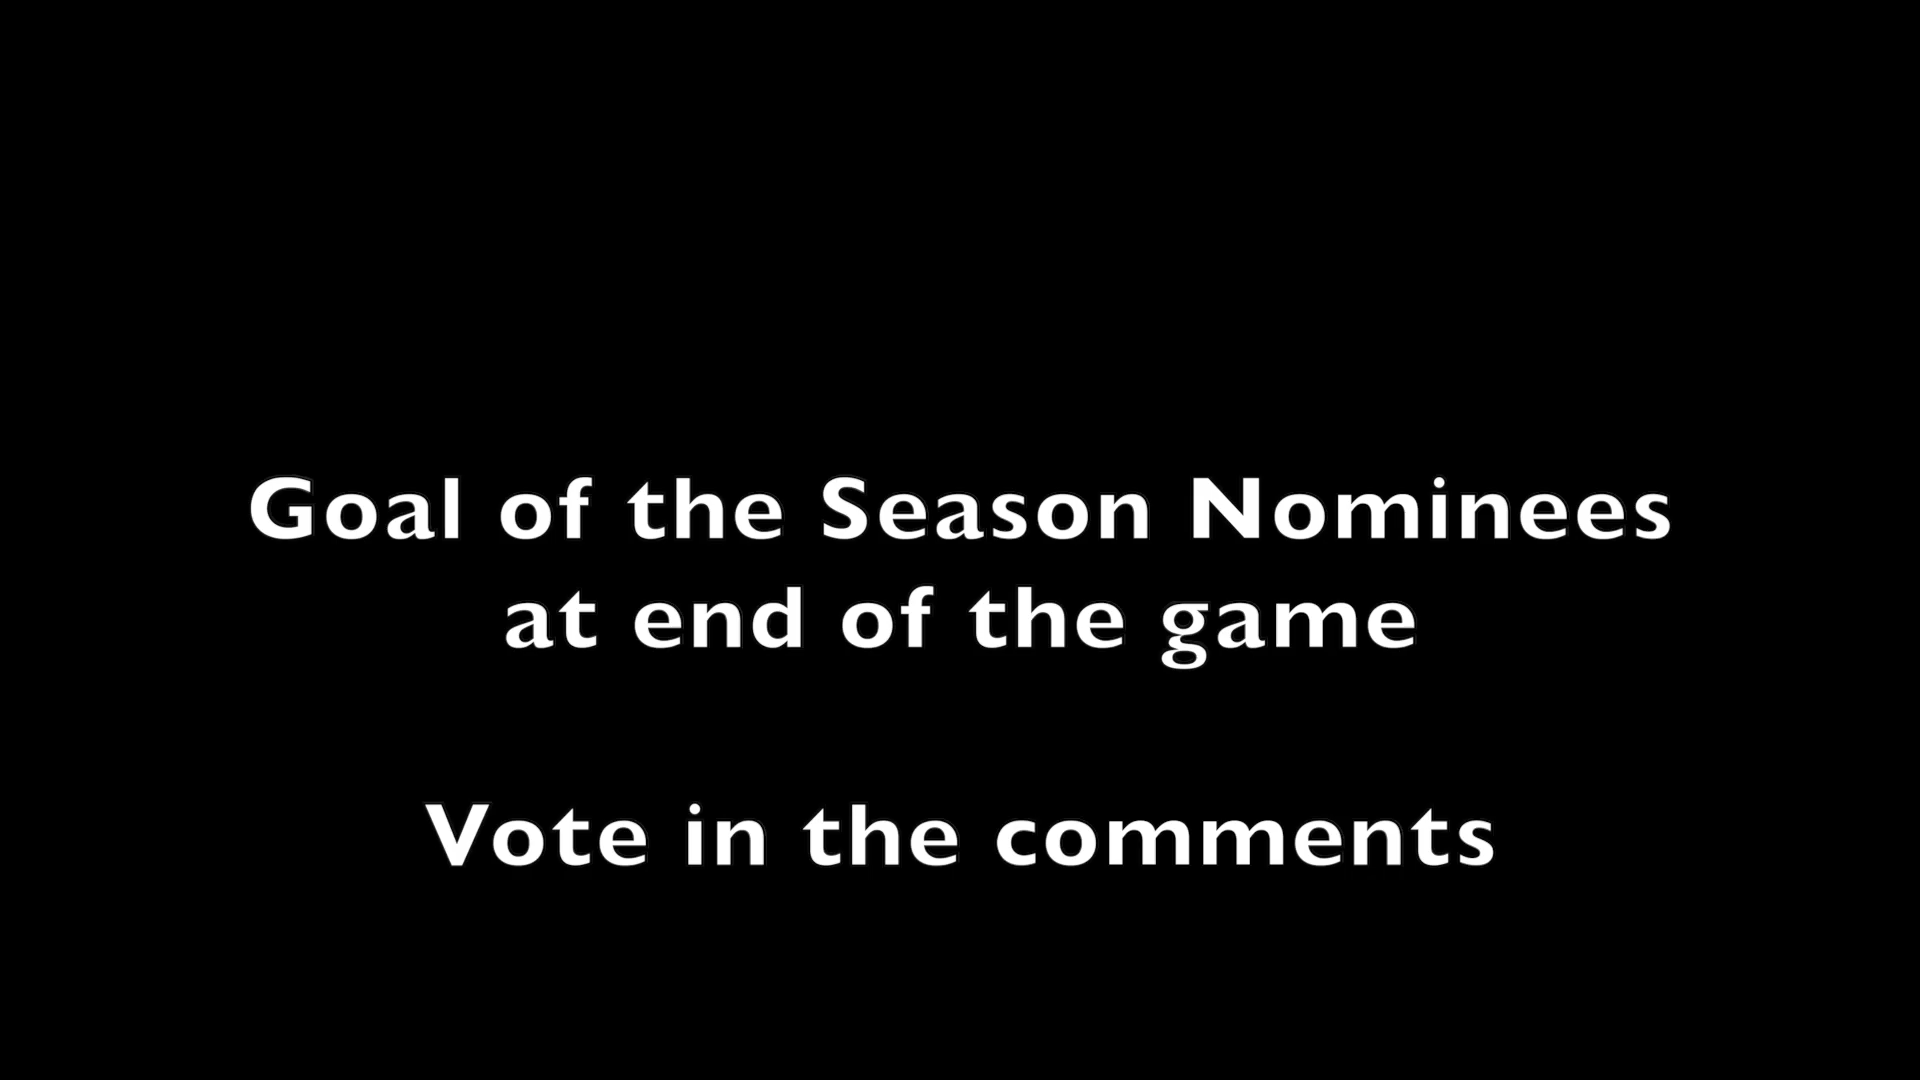 Goal of the Season Nominees
at end of the game
Vote in the comments